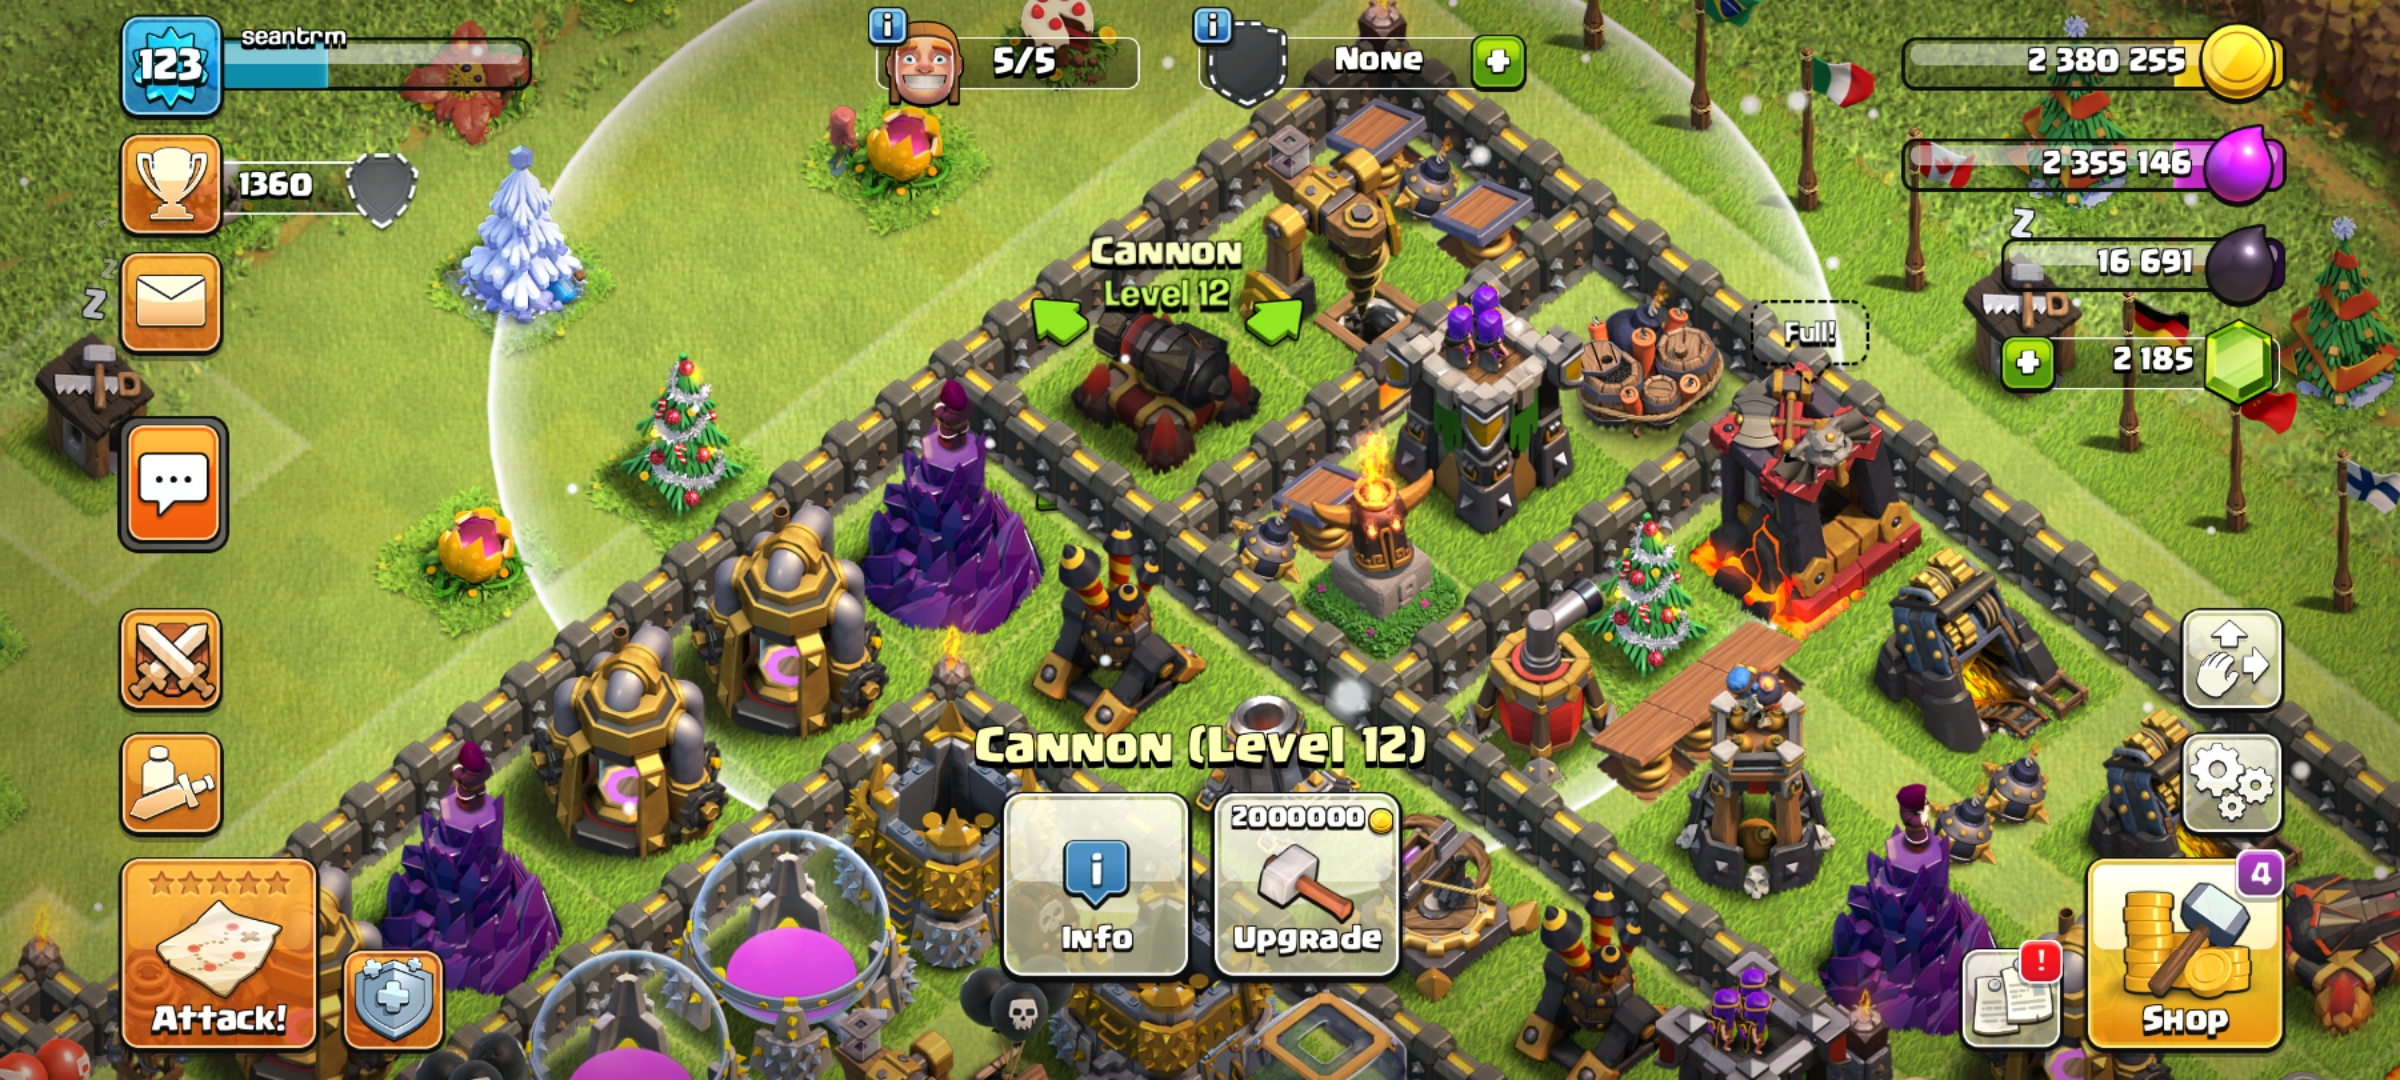 123
seantrm
5/5
None
2 380 255
1360
2 355 146
Z
16 691
Cannon
Level 12
Z
Z
Full!
2 185
Cannon (Level 12)
2000000
Info
Upgrade
4
!
Attack!
Shop